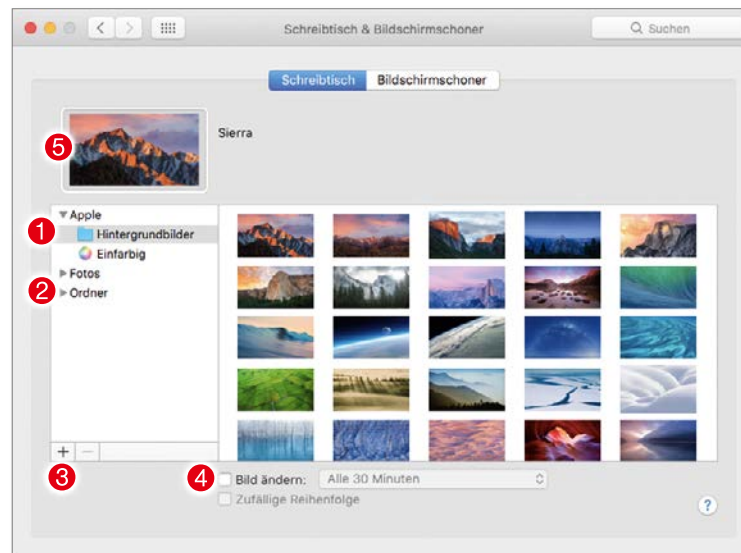 Schreibtisch & Bildschirmschoner
Suchen
Schreibtisch Bildschirmschoner
5
Sierra
Apple
1 Hintergrundbilder
Einfarbig
Fotos
2 Ordner
+ −
3
4 Bild ändern: Alle 30 Minuten
Zufällige Reihenfolge
?